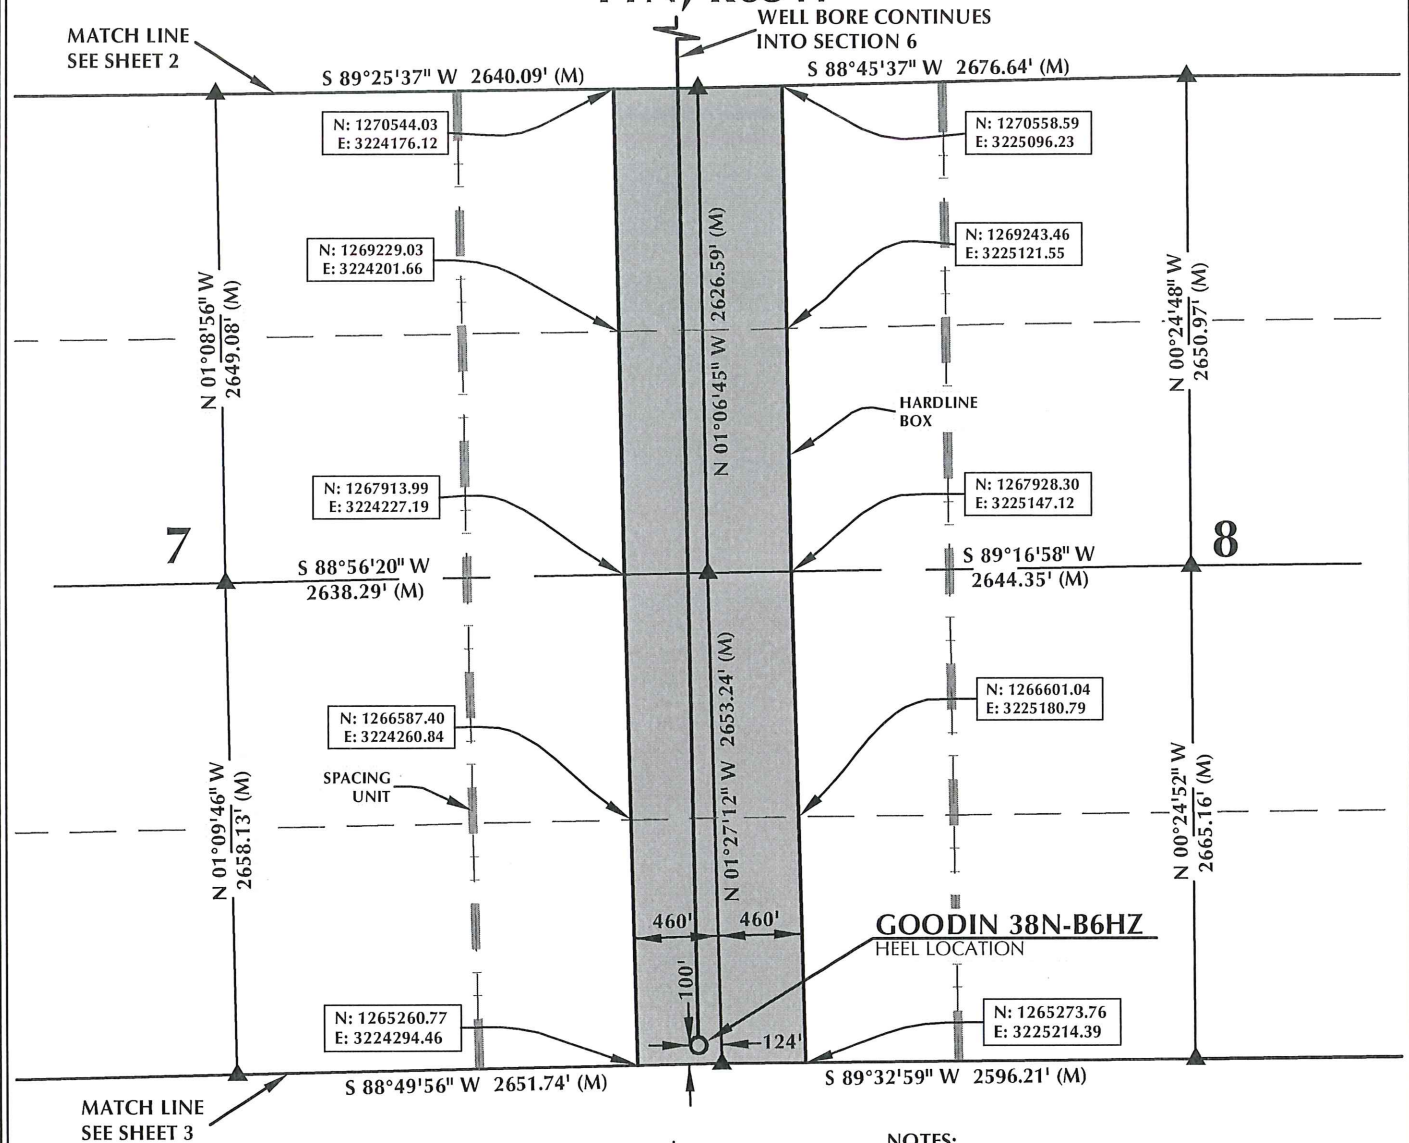 WELL BORE CONTINUES
INTO SECTION 6
MATCH LINE
SEE SHEET 2
S 89°25'37" W 2640.09' (M)
S 88°45'37" W 2676.64' (M)
N: 1270544.03
E: 3224176.12
N: 1270558.59
E: 3225096.23
N: 1269229.03
E: 3224201.66
N: 1269243.46
E: 3225121.55
N 01°08'56" W
2649.08' (M)
N 01°06'45" W 2626.59' (M)
N 00°24'48" W
2650.97' (M)
HARDLINE
BOX
N: 1267913.99
E: 3224227.19
N: 1267928.30
E: 3225147.12
7
8
S 88°56'20" W
2638.29' (M)
S 89°16'58" W
2644.35' (M)
N: 1266587.40
E: 3224260.84
N: 1266601.04
E: 3225180.79
SPACING
UNIT
N 01°09'46" W
2658.13' (M)
N 01°27'12" W 2653.24' (M)
N 00°24'52" W
2665.16' (M)
460'
460'
GOODIN 38N-B6HZ
HEEL LOCATION
100'
124'
N: 1265260.77
E: 3224294.46
N: 1265273.76
E: 3225214.39
S 88°49'56" W 2651.74' (M)
S 89°32'59" W 2596.21' (M)
MATCH LINE
SEE SHEET 3
NOTES: